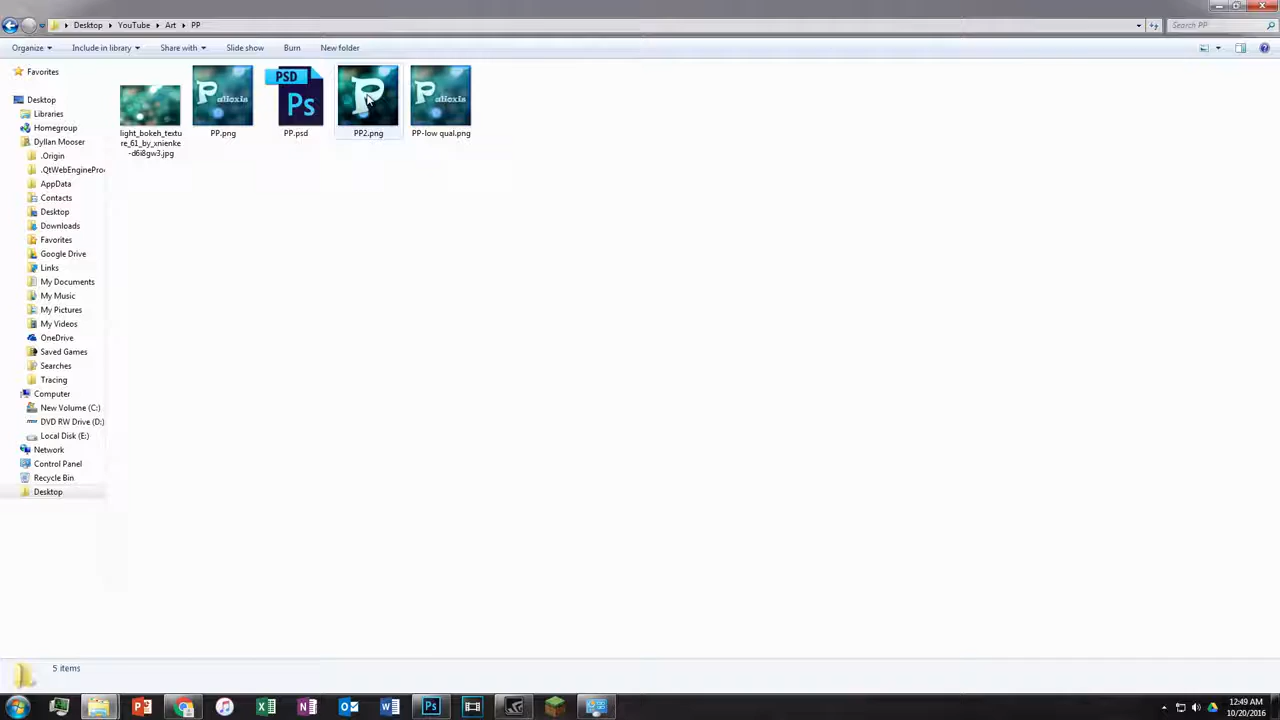 Desktop ▸ YouTube ▸ Art ▸ PP
Search PP
Organize
Include in library
Share with
Slide show
Burn
New folder
Favorites
Desktop
Libraries
Homegroup
Dyllan Mooser
.Origin
.QtWebEnginePro
AppData
Contacts
Desktop
Downloads
Favorites
Google Drive
Links
My Documents
My Music
My Pictures
My Videos
OneDrive
Saved Games
Searches
Tracing
Computer
New Volume (C:)
DVD RW Drive (D:)
Local Disk (E:)
Network
Control Panel
Recycle Bin
Desktop
light_bokeh_textu
re_61_by_xnienke
-d6i8gw3.jpg
Palioxis
PP.png
PSD
Ps
PP.psd
P
PP2.png
Palioxis
PP-low qual.png
5 items
Ps
12:49 AM
10/20/2016